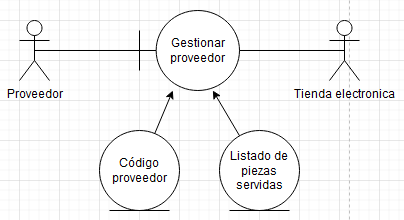 Gestionar
proveedor
Proveedor
Tienda electronica
Código
proveedor
Listado de
piezas
servidas